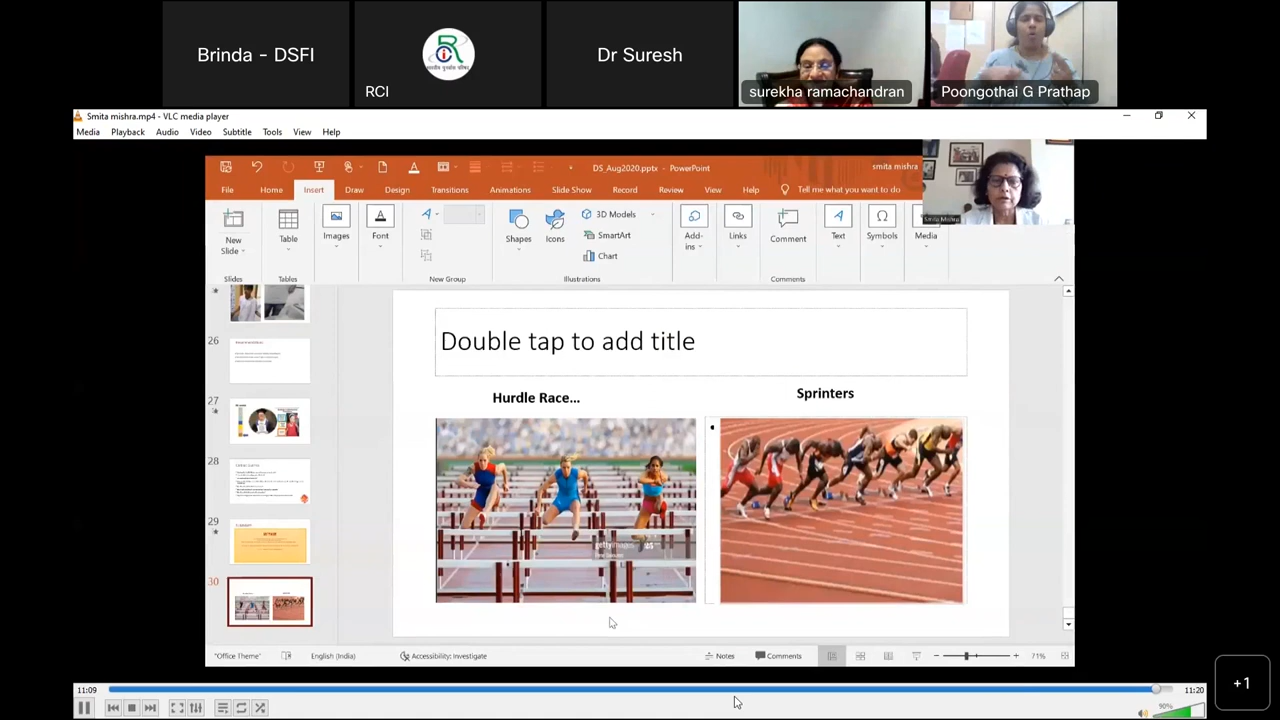 Brinda - DSFI
RCI
Dr Suresh
surekha ramachandran
Poongothai G Prathap
Smita mishra.mp4 - VLC media player
Media Playback Audio Video Subtitle Tools View Help
DS_Aug2020.pptx - PowerPoint
smita mishra
File Home Insert Draw Design Transitions Animations Slide Show Record Review View Help Tell me what you want to do
New Slide
Table
Images
Font
Shapes
Icons
3D Models
SmartArt
Chart
Add-ins
Links
Comment
Text
Symbols
Media
Slides
Tables
New Group
Illustrations
Comments
26
27
28
29
30
Double tap to add title
Hurdle Race...
Sprinters
gettyimages
"Office Theme"
English (India)
Accessibility: Investigate
Notes
Comments
71%
11:09
11:20
90%
+1